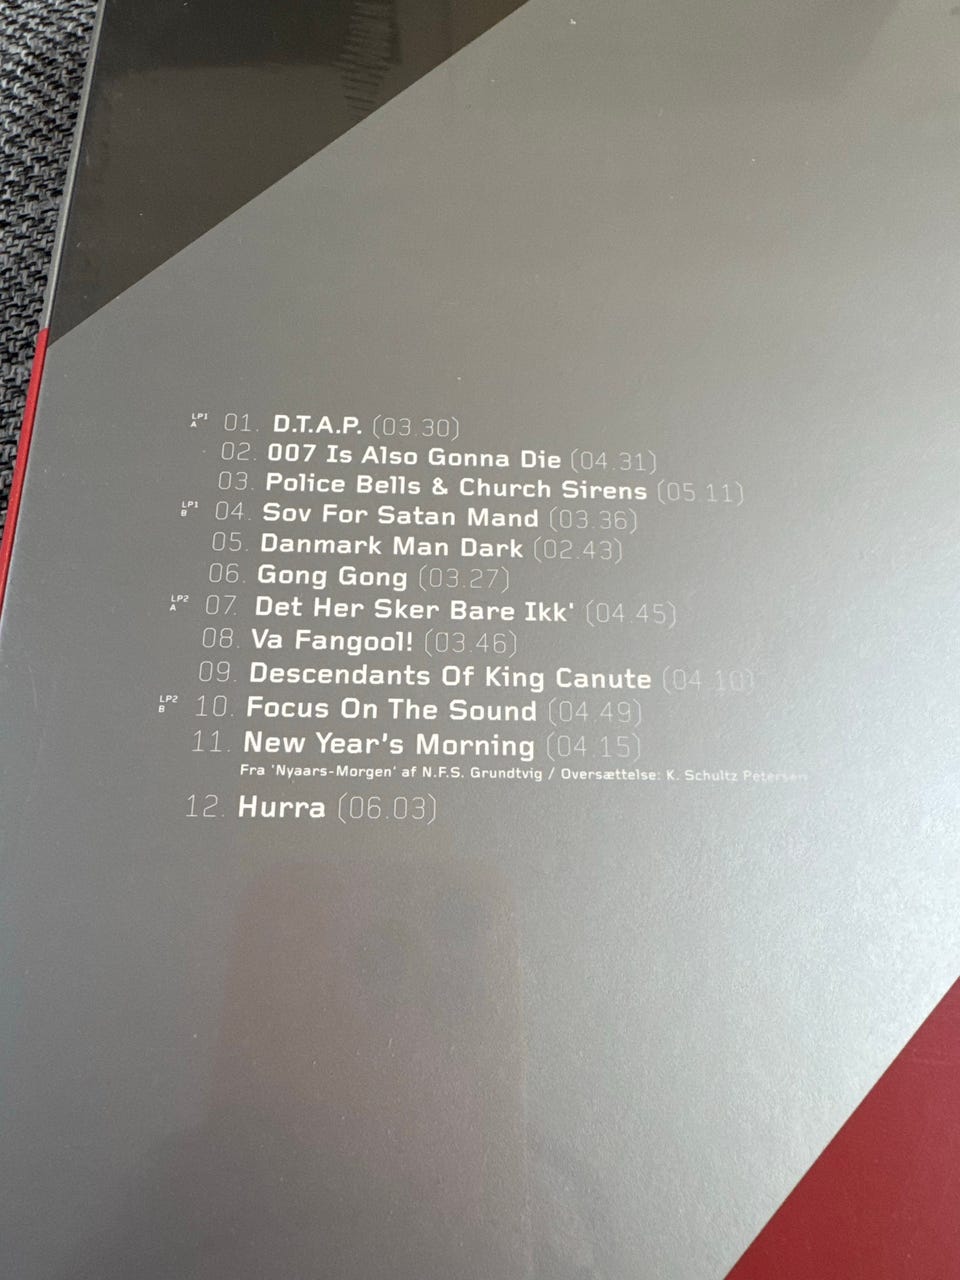 LP1 A 01. D.T.A.P. (03.30)
02. 007 Is Also Gonna Die (04.31)
03. Police Bells & Church Sirens (05.11)
LP1 B 04. Sov For Satan Mand (03.36)
05. Danmark Man Dark (02.43)
06. Gong Gong (03.27)
LP2 A 07. Det Her Sker Bare Ikk' (04.45)
08. Va Fangool! (03.46)
09. Descendants Of King Canute (04.10)
LP2 B 10. Focus On The Sound (04.49)
11. New Year's Morning (04.15)
Fra 'Nyaars-Morgen' af N.F.S. Grundtvig / Oversættelse: K. Schultz Petersen
12. Hurra (06.03)